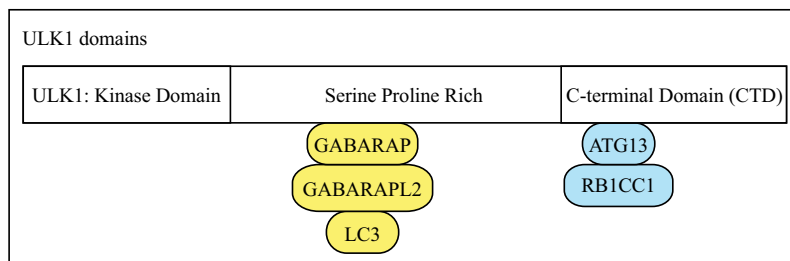 ULK1 domains
ULK1: Kinase Domain
Serine Proline Rich
C-terminal Domain (CTD)
GABARAP
ATG13
GABARAPL2
RB1CC1
LC3